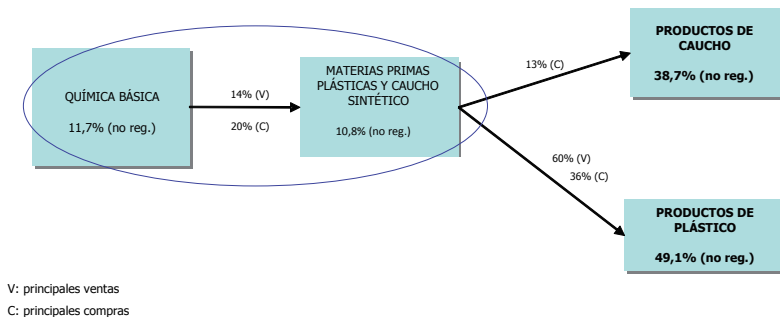 QUÍMICA BÁSICA
11,7% (no reg.)
14% (V)
20% (C)
MATERIAS PRIMAS
PLÁSTICAS Y CAUCHO
SINTÉTICO
10,8% (no reg.)
13% (C)
PRODUCTOS DE
CAUCHO
38,7% (no reg.)
60% (V)
36% (C)
PRODUCTOS DE
PLÁSTICO
49,1% (no reg.)
V: principales ventas
C: principales compras